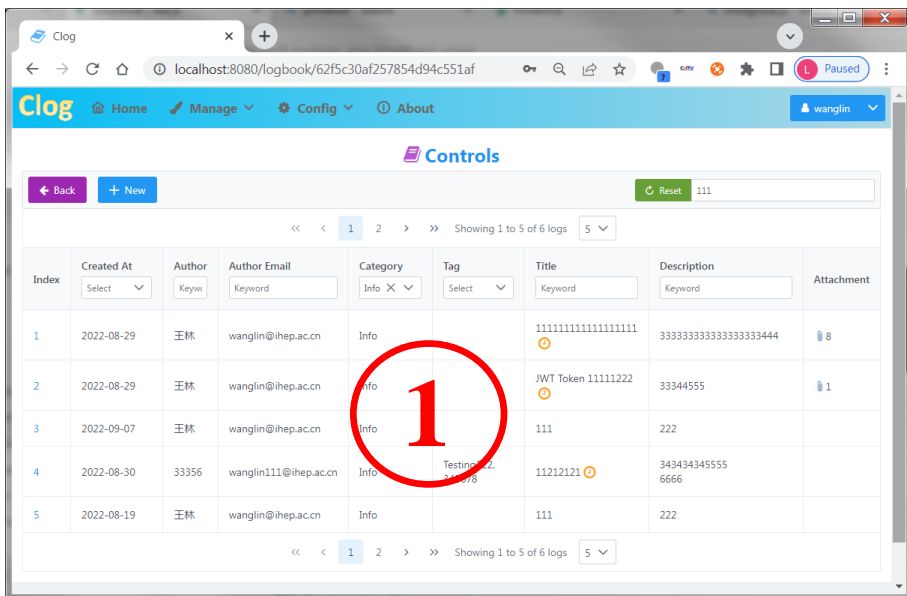 Clog
localhost:8080/logbook/62f5c30af257854d94c551af
Paused
Clog Home Manage Config About wanglin
Controls
Back New Reset 111
1 2 Showing 1 to 5 of 6 logs 5
Index Created At Author Author Email Category Tag Title Description Attachment
Select Keyword Info Select Keyword Keyword
1 2022-08-29 王林 wanglin@ihep.ac.cn Info 8
2 2022-08-29 王林 wanglin@ihep.ac.cn JWT Token 11111222 33344555 1
3 2022-09-07 王林 wanglin@ihep.ac.cn Info 111 222
4 2022-08-30 33356 wanglin111@ihep.ac.cn Info 11212121 343434345555
6666
5 2022-08-19 王林 wanglin@ihep.ac.cn Info 111 222
1
1 2 Showing 1 to 5 of 6 logs 5